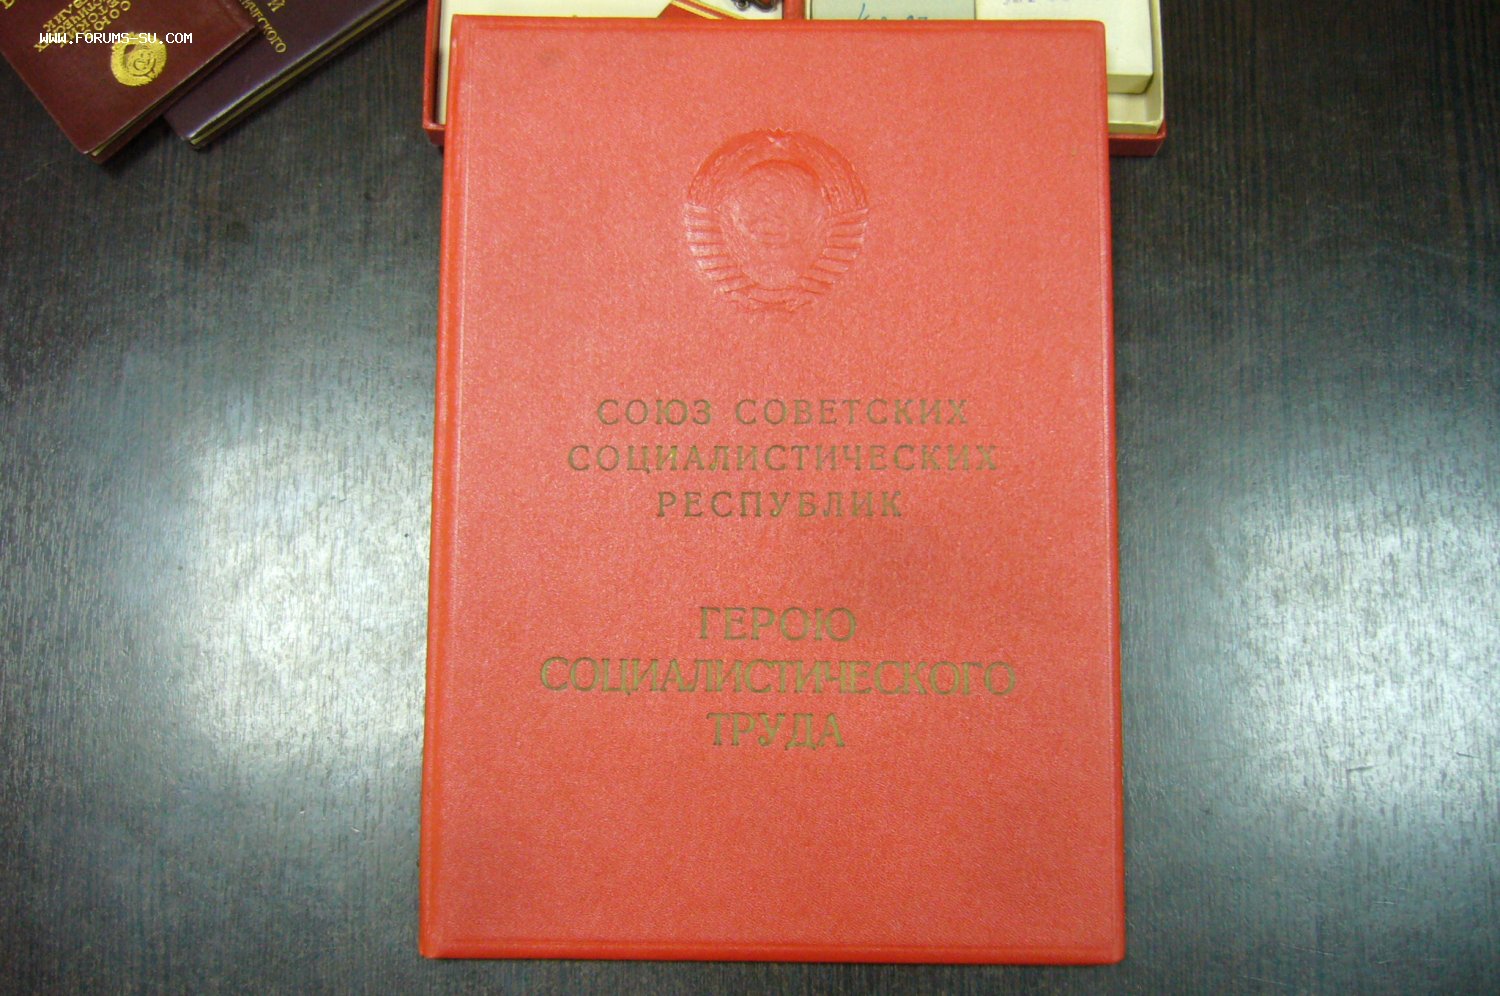 WWW.FORUMS-SU.COM
СОЮЗ СОВЕТСКИХ
СОЦИАЛИСТИЧЕСКИХ
РЕСПУБЛИК
ГЕРОЮ
СОЦИАЛИСТИЧЕСКОГО
ТРУДА